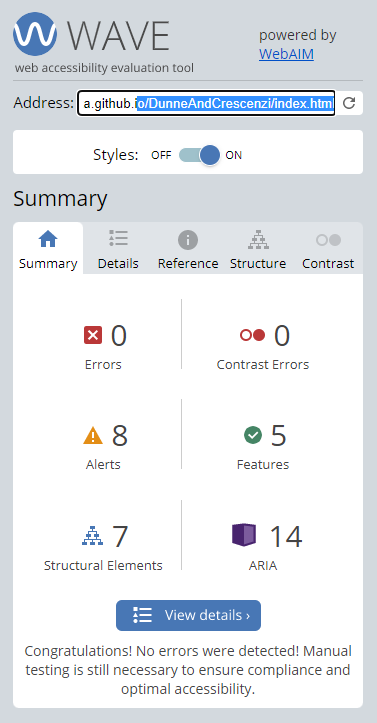 WAVE
web accessibility evaluation tool
powered by
WebAIM
Address: a.github.io/DunneAndCrescenzi/index.html
Styles: OFF ON
Summary
Summary Details Reference Structure Contrast
0 0
Errors Contrast Errors
8 5
Alerts Features
7 14
Structural Elements ARIA
View details ›
Congratulations! No errors were detected! Manual
testing is still necessary to ensure compliance and
optimal accessibility.